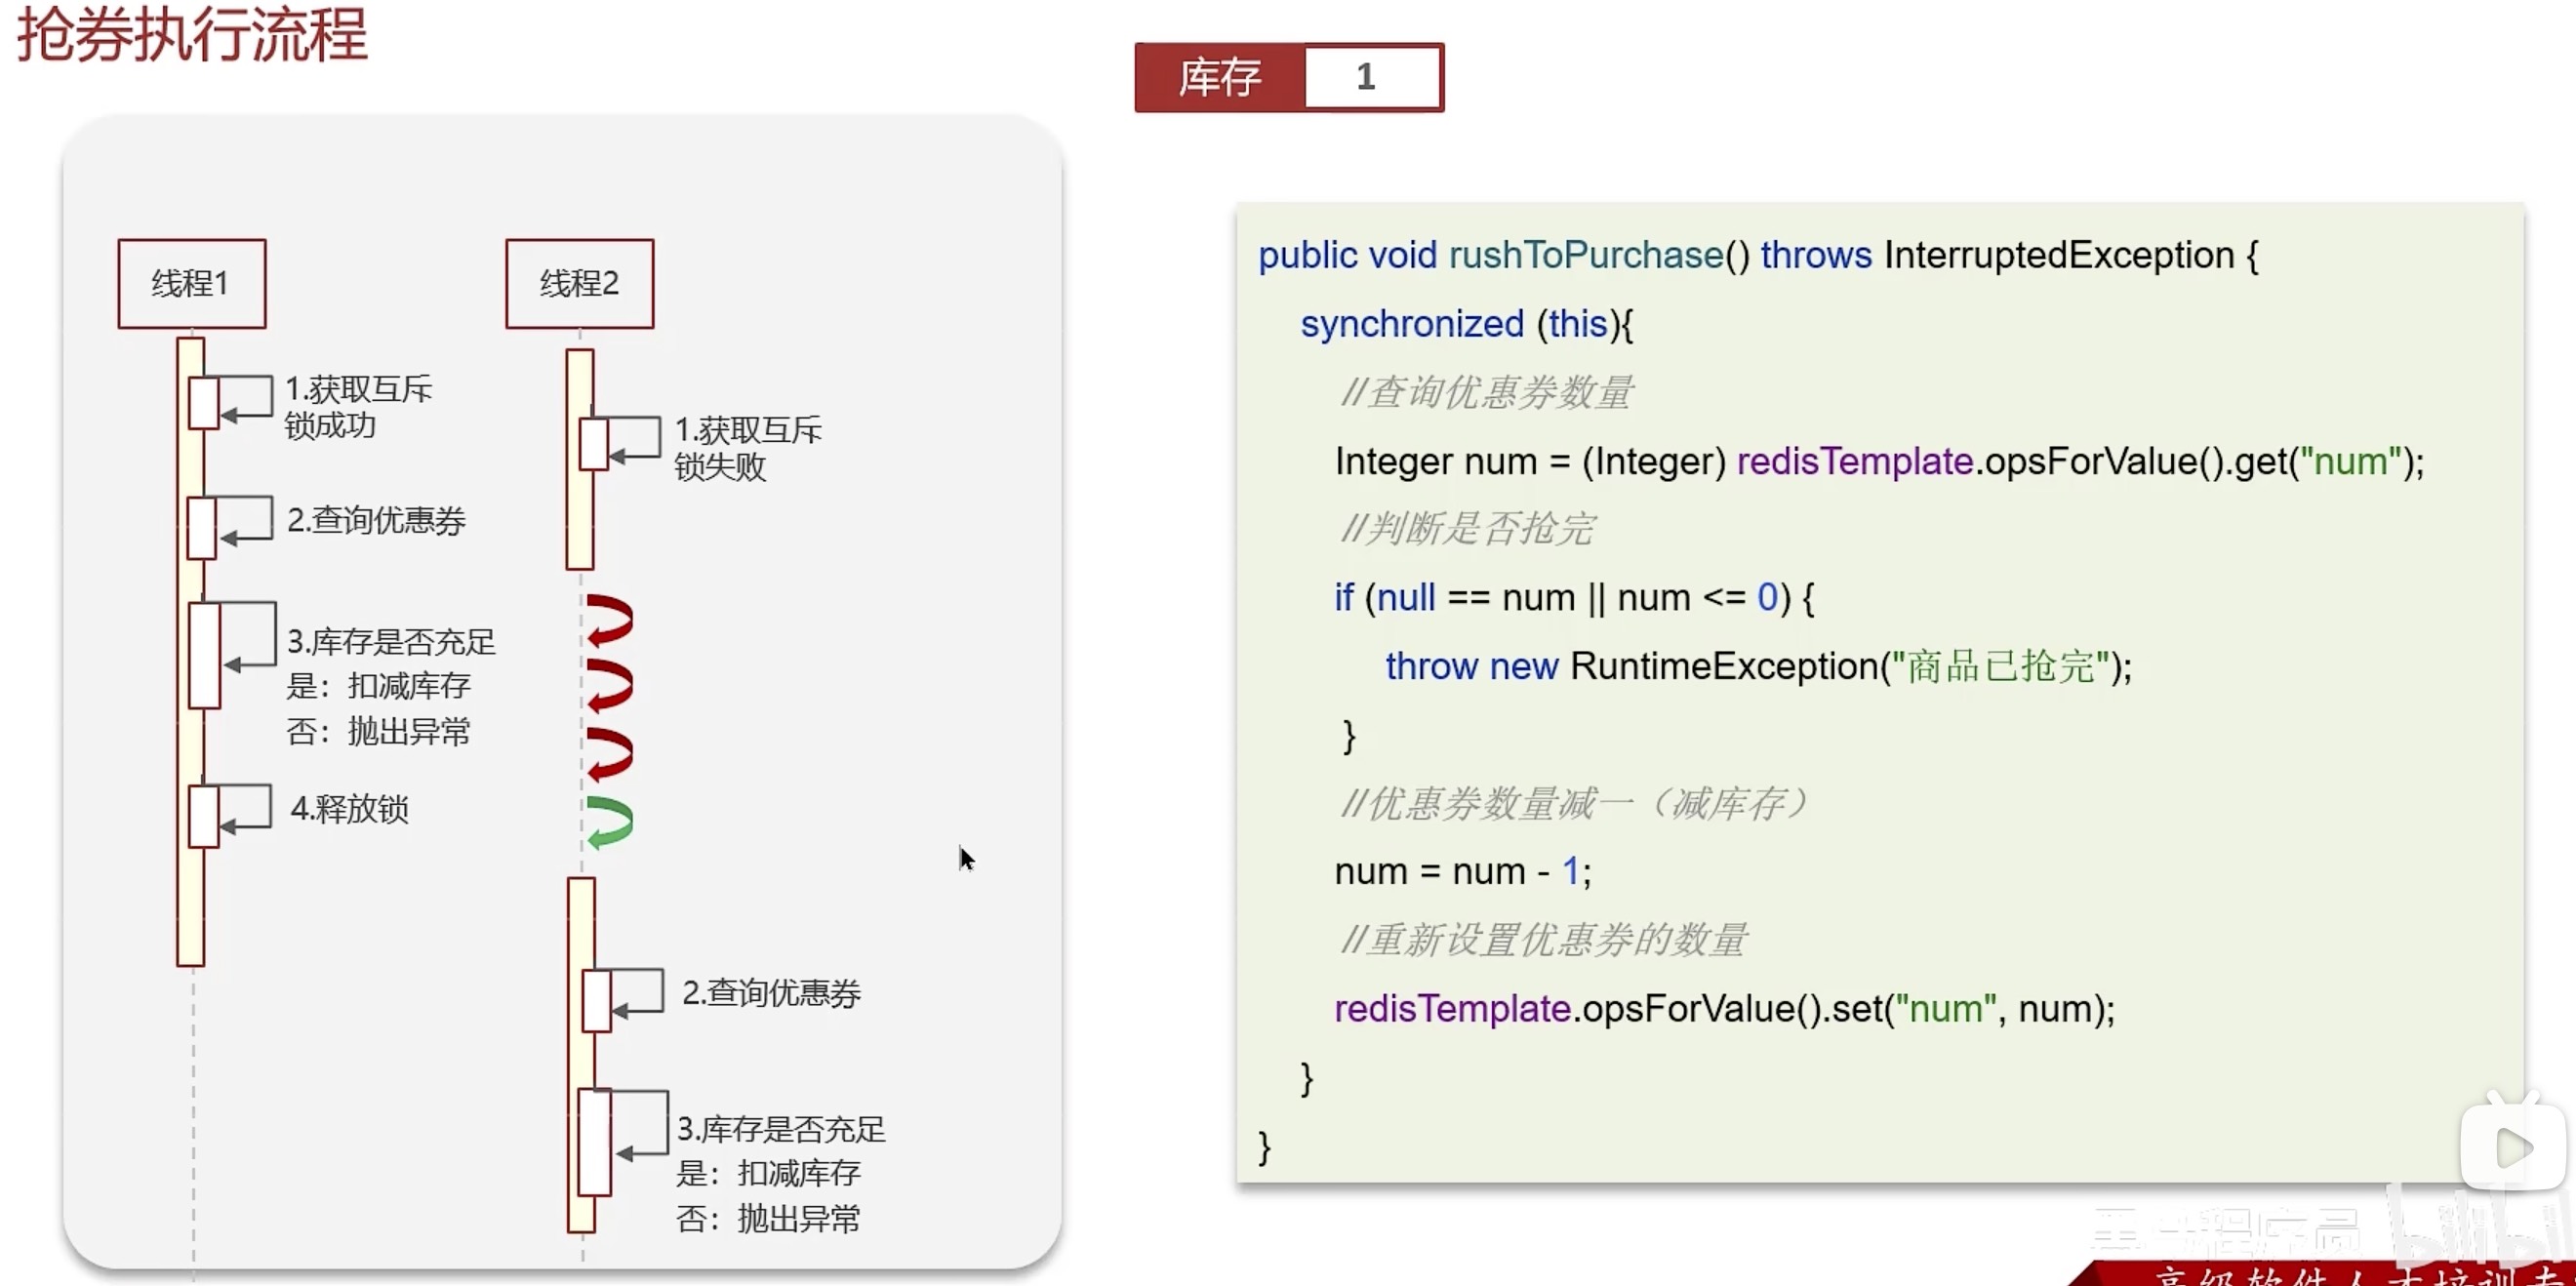 抢券执行流程
库存 1
线程1
1.获取互斥
锁成功
2.查询优惠券
3.库存是否充足
是：扣减库存
否：抛出异常
4.释放锁
线程2
1.获取互斥
锁失败
2.查询优惠券
3.库存是否充足
是：扣减库存
否：抛出异常
public void rushToPurchase() throws InterruptedException {
synchronized (this){
//查询优惠券数量
Integer num = (Integer) redisTemplate.opsForValue().get("num");
//判断是否抢完
if (null == num || num <= 0) {
throw new RuntimeException("商品已抢完");
}
//优惠券数量减一（减库存）
num = num - 1;
//重新设置优惠券的数量
redisTemplate.opsForValue().set("num", num);
}
}
程序员
bilibili
高级软件人才培训专